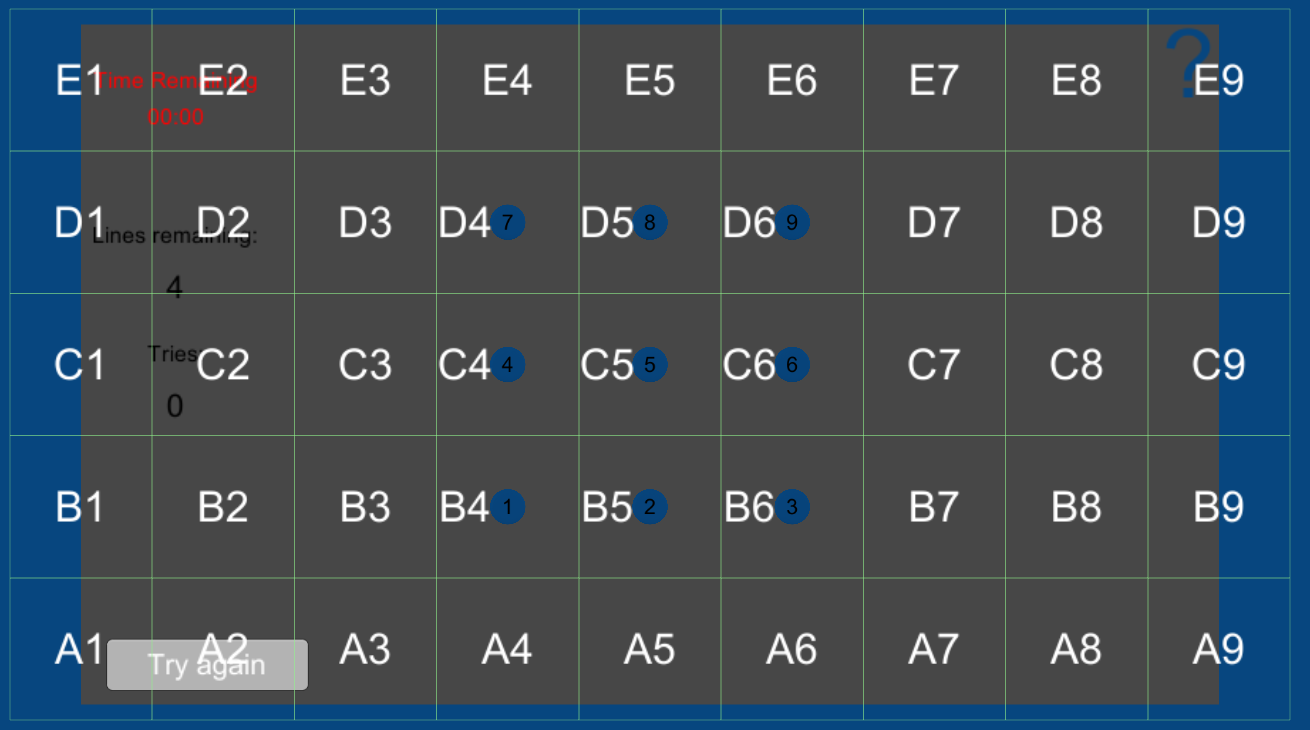 E1 E2 E3 E4 E5 E6 E7 E8 E9
?
Time Remaining
00:00
D1 D2 D3 D4 7 D5 8 D6 9 D7 D8 D9
Lines remaining:
4
Tries:
C1 C2 C3 C4 4 C5 5 C6 6 C7 C8 C9
0
B1 B2 B3 B4 1 B5 2 B6 3 B7 B8 B9
A1 A2 A3 A4 A5 A6 A7 A8 A9
Try again